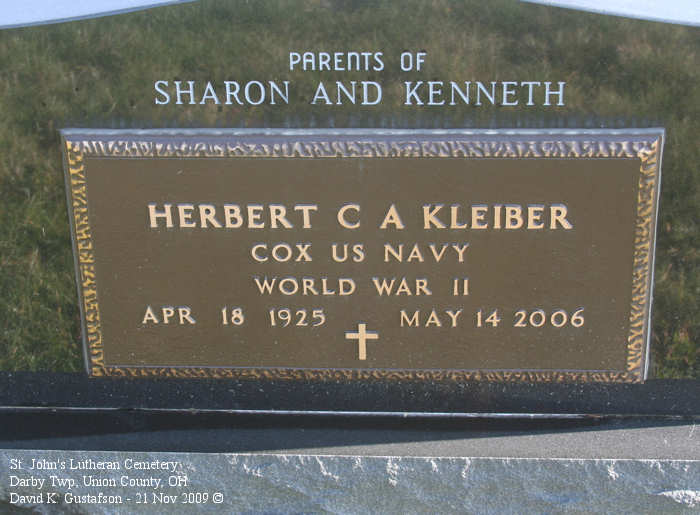 PARENTS OF
SHARON AND KENNETH
HERBERT C A KLEIBER
COX US NAVY
WORLD WAR II
APR 18 1925 MAY 14 2006
St. John's Lutheran Cemetery
Darby Twp, Union County, OH
David K. Gustafson - 21 Nov 2009 ©